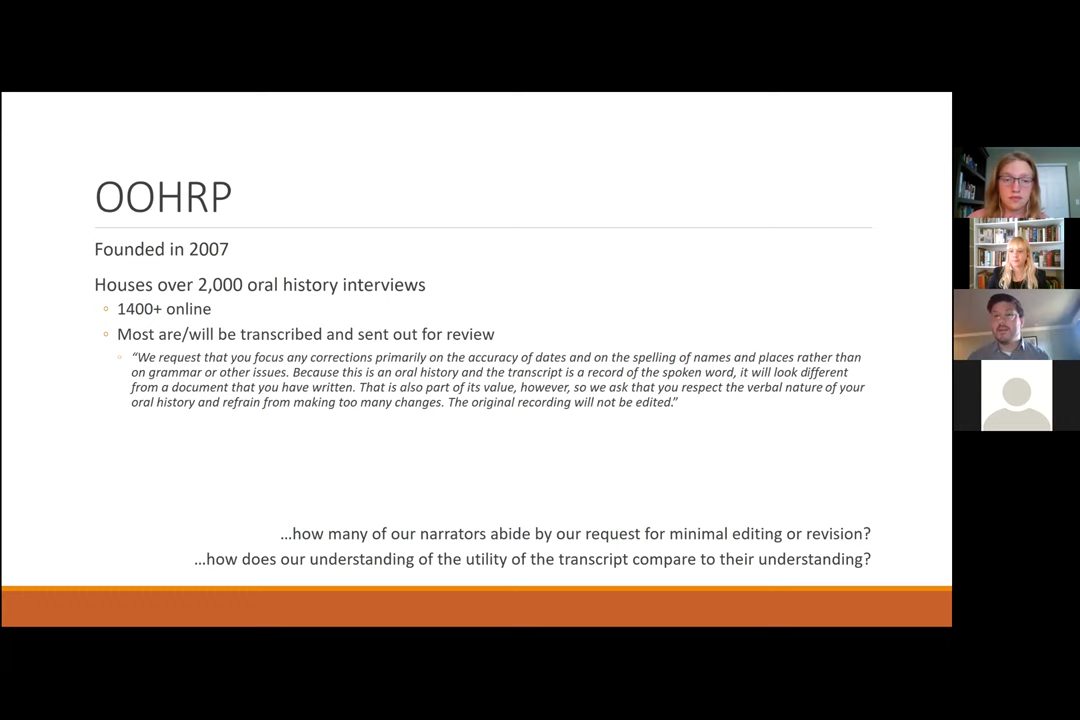 OOHRP
Founded in 2007
Houses over 2,000 oral history interviews
1400+ online
Most are/will be transcribed and sent out for review
“We request that you focus any corrections primarily on the accuracy of dates and on the spelling of names and places rather than
on grammar or other issues. Because this is an oral history and the transcript is a record of the spoken word, it will look different
from a document that you have written. That is also part of its value, however, so we ask that you respect the verbal nature of your
oral history and refrain from making too many changes. The original recording will not be edited.”
…how many of our narrators abide by our request for minimal editing or revision?
…how does our understanding of the utility of the transcript compare to their understanding?